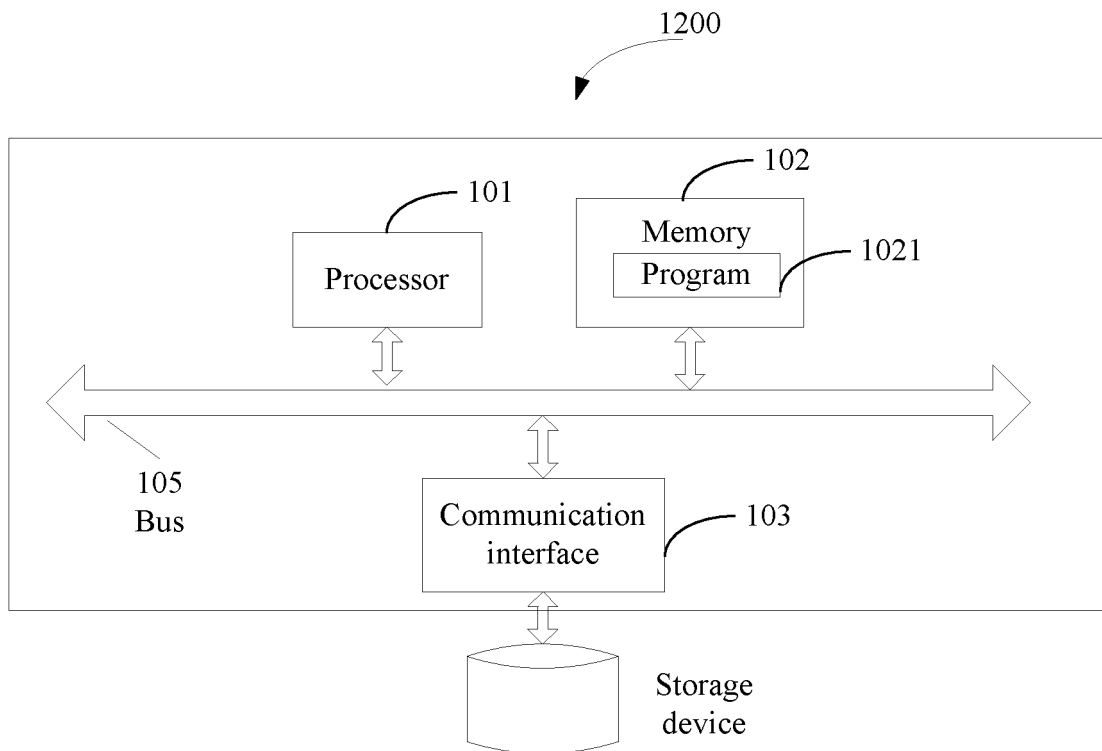 1200
102
101
Memory
1021
Program
Processor
105
Bus
Communication
interface
103
Storage
device